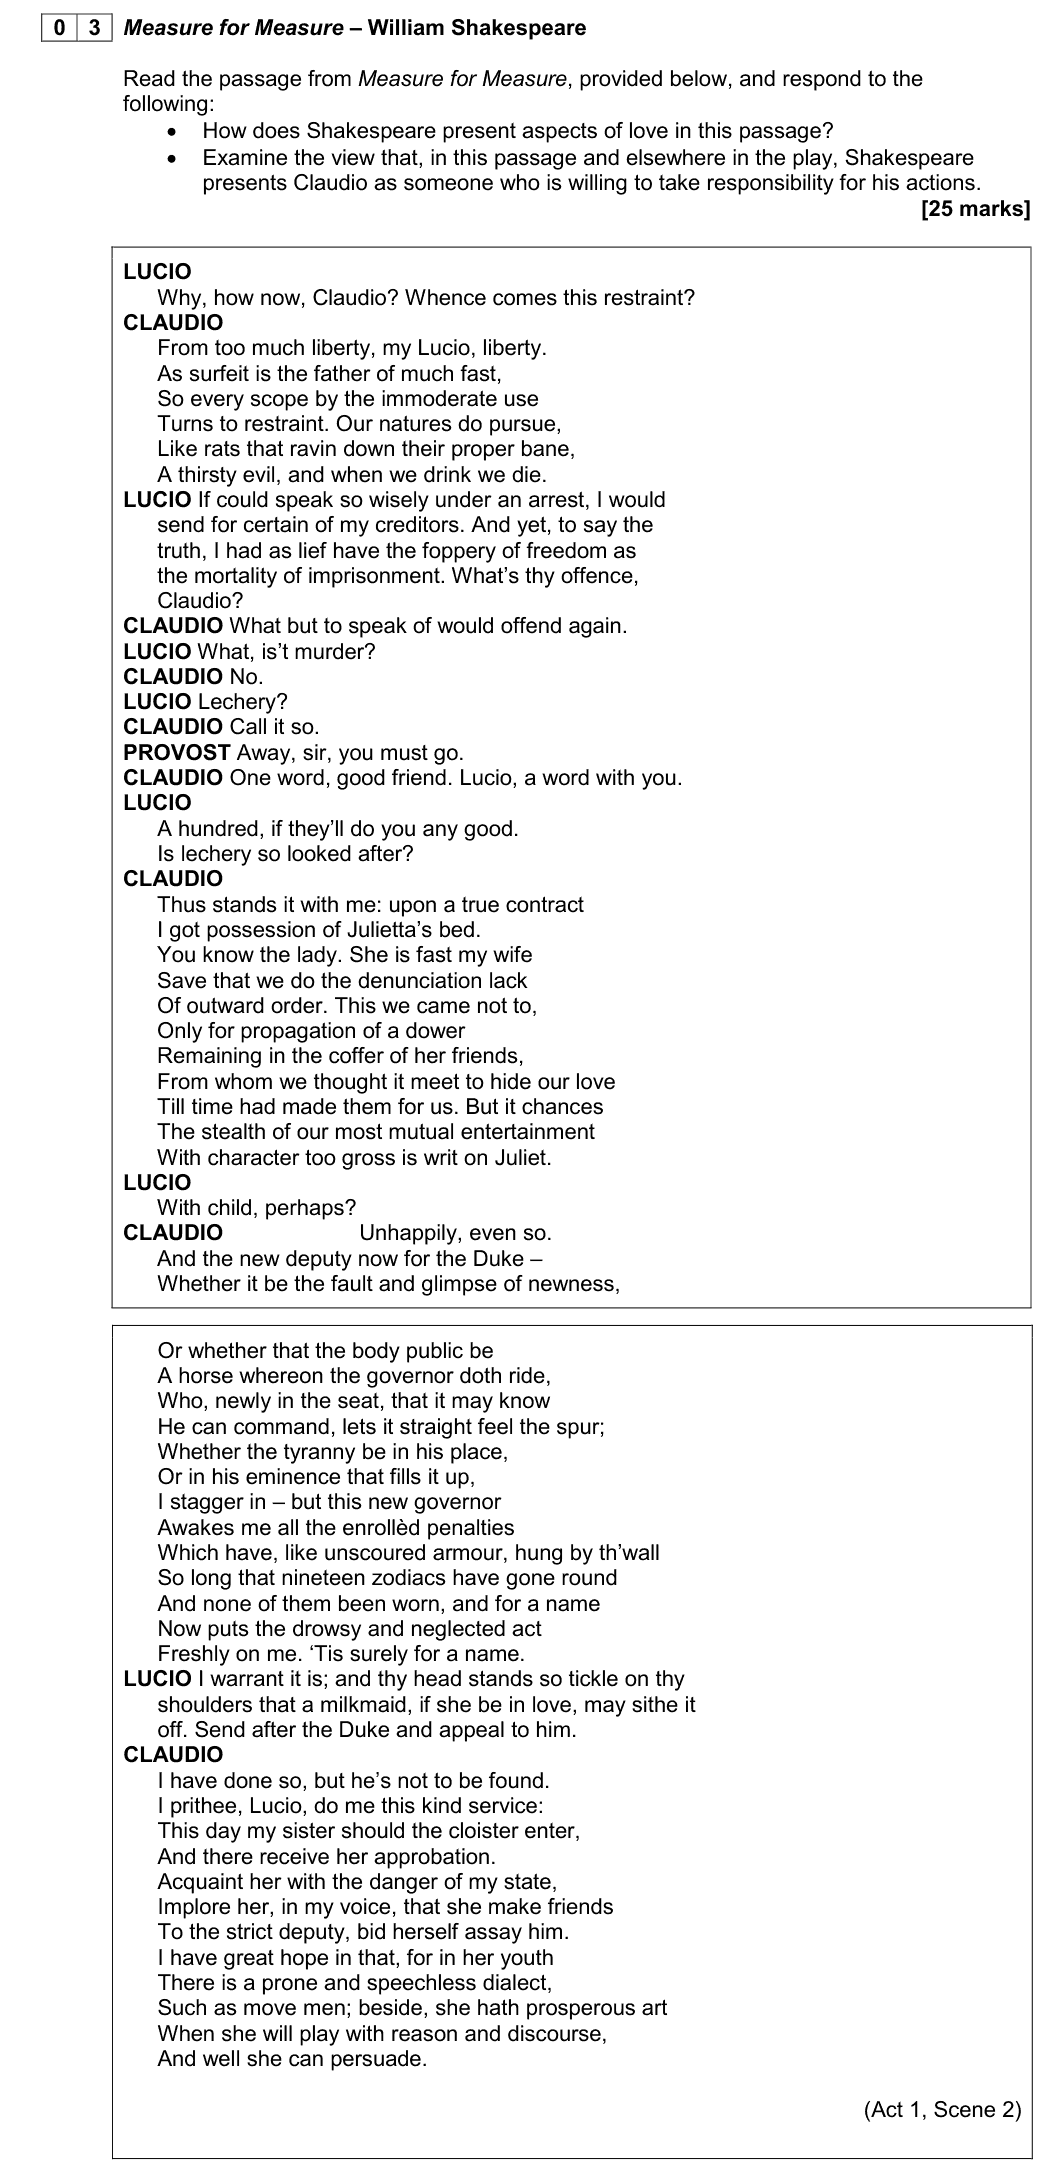 0 3 Measure for Measure – William Shakespeare
Read the passage from Measure for Measure, provided below, and respond to the
following:
• How does Shakespeare present aspects of love in this passage?
• Examine the view that, in this passage and elsewhere in the play, Shakespeare
presents Claudio as someone who is willing to take responsibility for his actions.
[25 marks]
LUCIO
Why, how now, Claudio? Whence comes this restraint?
CLAUDIO
From too much liberty, my Lucio, liberty.
As surfeit is the father of much fast,
So every scope by the immoderate use
Turns to restraint. Our natures do pursue,
Like rats that ravin down their proper bane,
A thirsty evil, and when we drink we die.
LUCIO If could speak so wisely under an arrest, I would
send for certain of my creditors. And yet, to say the
truth, I had as lief have the foppery of freedom as
the mortality of imprisonment. What's thy offence,
Claudio?
CLAUDIO What but to speak of would offend again.
LUCIO What, is't murder?
CLAUDIO No.
LUCIO Lechery?
CLAUDIO Call it so.
PROVOST Away, sir, you must go.
CLAUDIO One word, good friend. Lucio, a word with you.
LUCIO
A hundred, if they'll do you any good.
Is lechery so looked after?
CLAUDIO
Thus stands it with me: upon a true contract
I got possession of Julietta's bed.
You know the lady. She is fast my wife
Save that we do the denunciation lack
Of outward order. This we came not to,
Only for propagation of a dower
Remaining in the coffer of her friends,
From whom we thought it meet to hide our love
Till time had made them for us. But it chances
The stealth of our most mutual entertainment
With character too gross is writ on Juliet.
LUCIO
With child, perhaps?
CLAUDIO Unhappily, even so.
And the new deputy now for the Duke –
Whether it be the fault and glimpse of newness,
Or whether that the body public be
A horse whereon the governor doth ride,
Who, newly in the seat, that it may know
He can command, lets it straight feel the spur;
Whether the tyranny be in his place,
Or in his eminence that fills it up,
I stagger in – but this new governor
Awakes me all the enrollèd penalties
Which have, like unscoured armour, hung by th'wall
So long that nineteen zodiacs have gone round
And none of them been worn, and for a name
Now puts the drowsy and neglected act
Freshly on me. 'Tis surely for a name.
LUCIO I warrant it is; and thy head stands so tickle on thy
shoulders that a milkmaid, if she be in love, may sithe it
off. Send after the Duke and appeal to him.
CLAUDIO
I have done so, but he's not to be found.
I prithee, Lucio, do me this kind service:
This day my sister should the cloister enter,
And there receive her approbation.
Acquaint her with the danger of my state,
Implore her, in my voice, that she make friends
To the strict deputy, bid herself assay him.
I have great hope in that, for in her youth
There is a prone and speechless dialect,
Such as move men; beside, she hath prosperous art
When she will play with reason and discourse,
And well she can persuade.
(Act 1, Scene 2)